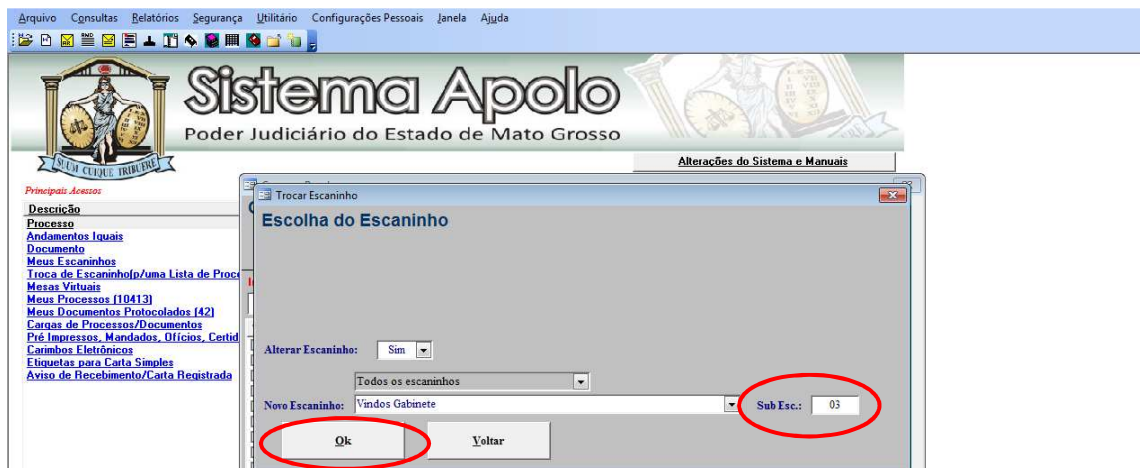 Arquivo Consultas Relatórios Segurança Utilitário Configurações Pessoais Janela Ajuda
Sistema Apolo
Poder Judiciário do Estado de Mato Grosso
SUUM CUIQUE TRIBUERE
Alterações do Sistema e Manuais
Principais Acessos
Descrição
Processo
Andamentos Iguais
Documento
Meus Escaninhos
Troca de Escaninho(p/uma Lista de Proce
Mesas Virtuais
Meus Processos (10413)
Meus Documentos Protocolados (42)
Cargas de Processos/Documentos
Pré Impressos, Mandados, Ofícios, Certid
Carimbos Eletrônicos
Etiquetas para Carta Simples
Aviso de Recebimento/Carta Registrada
Trocar Escaninho
Escolha do Escaninho
Alterar Escaninho: Sim
Todos os escaninhos
Novo Escaninho: Vindos Gabinete Sub Esc.: 03
Ok Voltar